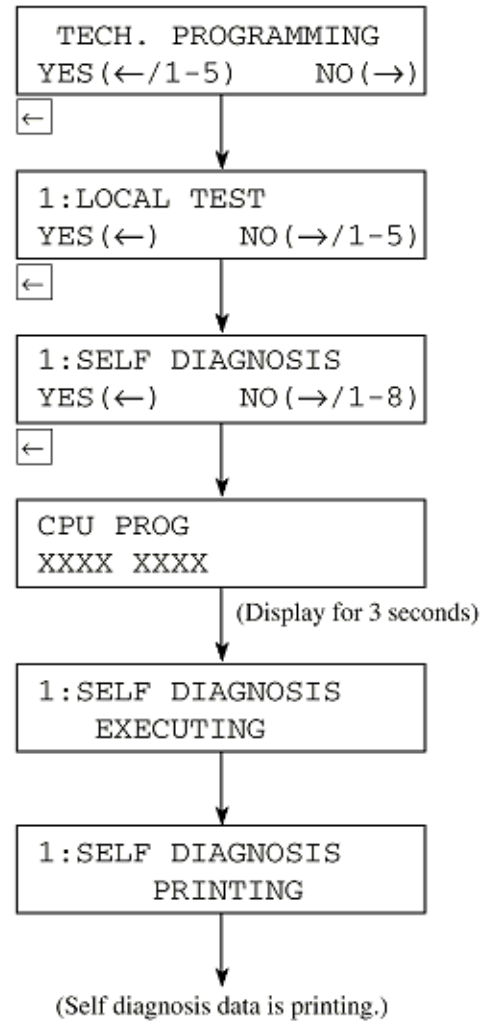 TECH. PROGRAMMING
YES(←/1-5) NO(→)
←
1:LOCAL TEST
YES(←) NO(→/1-5)
←
1:SELF DIAGNOSIS
YES(←) NO(→/1-8)
←
CPU PROG
XXXX XXXX
(Display for 3 seconds)
1:SELF DIAGNOSIS
EXECUTING
1:SELF DIAGNOSIS
PRINTING
(Self diagnosis data is printing.)